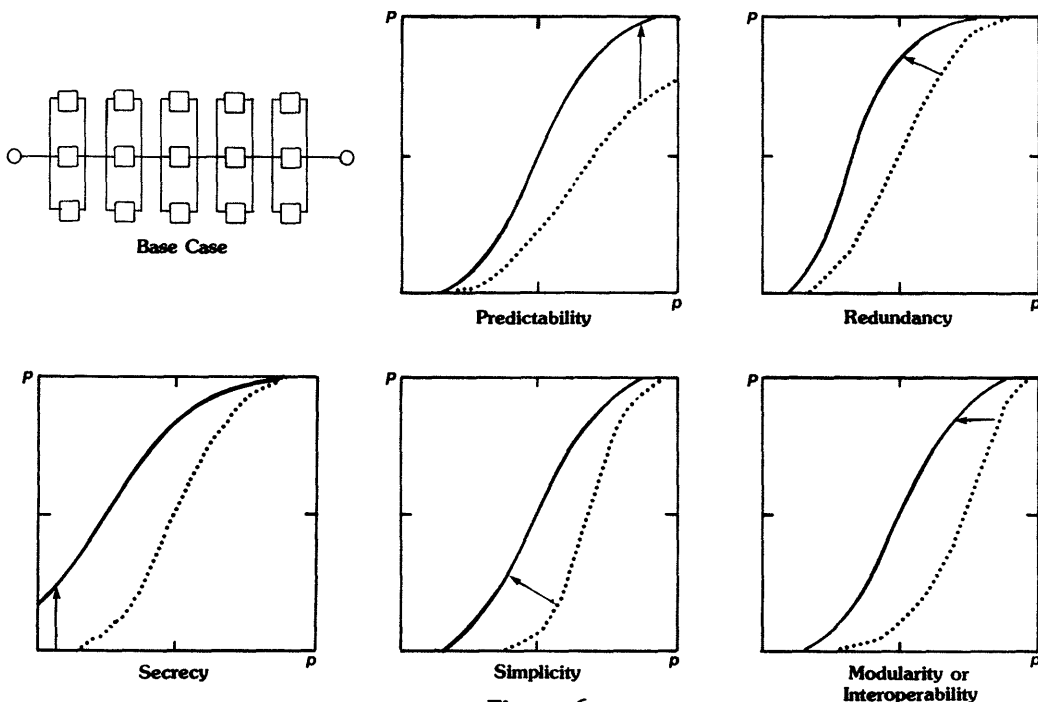 Base Case
P
p
Predictability
P
p
Redundancy
P
p
Secrecy
P
p
Simplicity
P
p
Modularity or
Interoperability